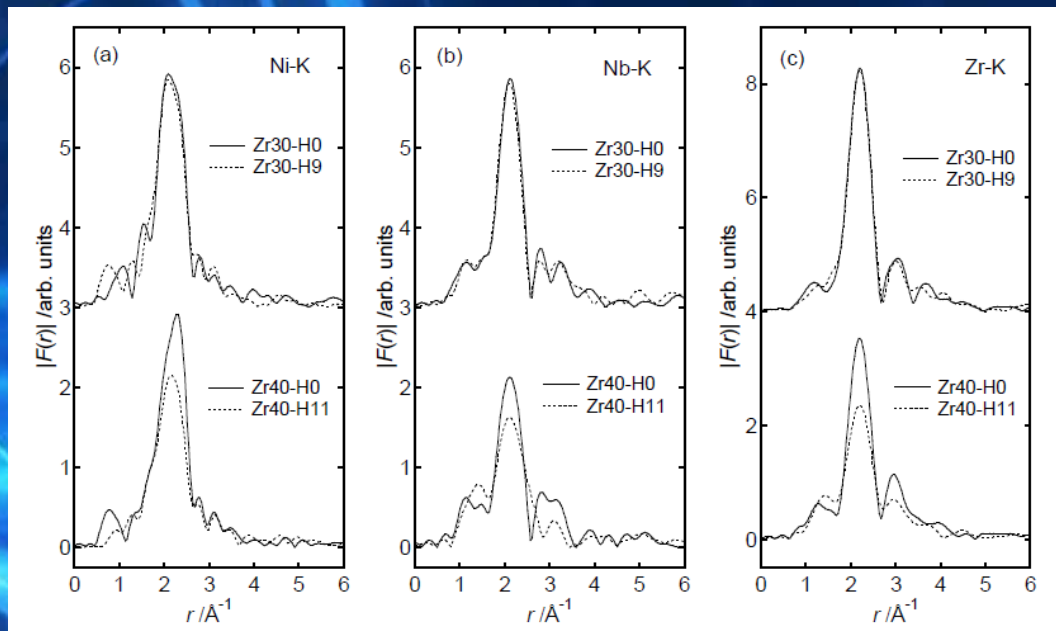 (a)
Ni-K
Zr30-H0
Zr30-H9
Zr40-H0
Zr40-H11
|F(r)| /arb. units
6
5
4
3
2
1
0
0 1 2 3 4 5 6
r /Å⁻¹
(b)
Nb-K
Zr30-H0
Zr30-H9
Zr40-H0
Zr40-H11
|F(r)| /arb. units
6
5
4
3
2
1
0
0 1 2 3 4 5 6
r /Å⁻¹
(c)
Zr-K
Zr30-H0
Zr30-H9
Zr40-H0
Zr40-H11
|F(r)| /arb. units
8
6
4
2
0
0 1 2 3 4 5 6
r /Å⁻¹